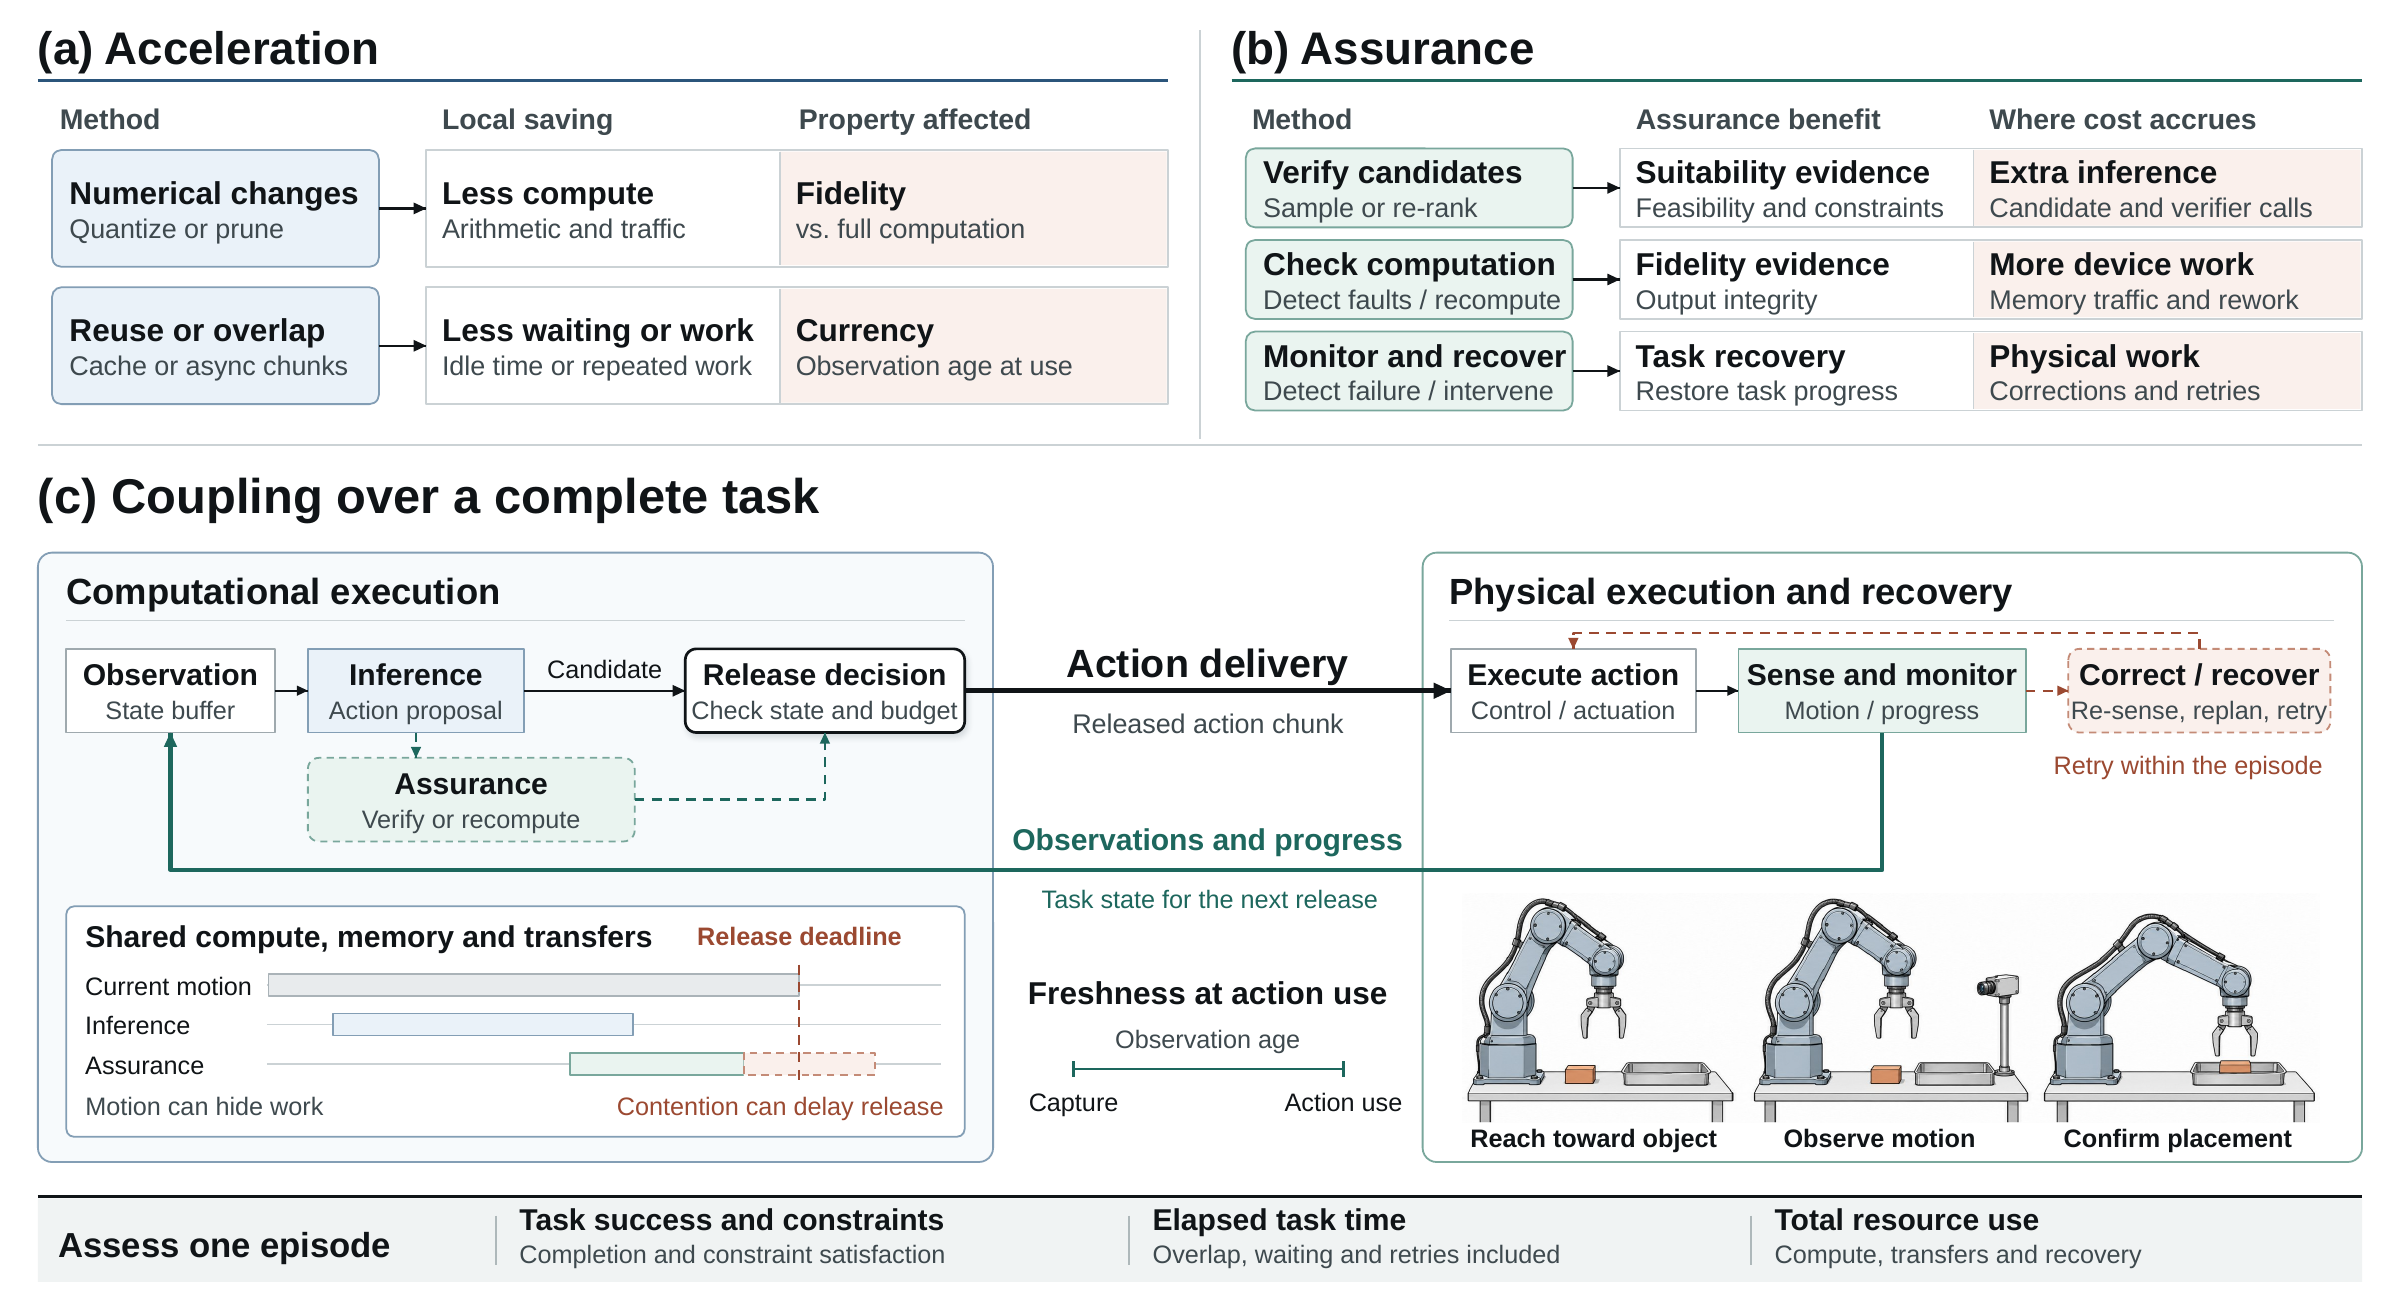 (a) Acceleration
Method
Local saving
Property affected
Numerical changes
Quantize or prune
Less compute
Arithmetic and traffic
Fidelity
vs. full computation
Reuse or overlap
Cache or async chunks
Less waiting or work
Idle time or repeated work
Currency
Observation age at use
(b) Assurance
Method
Assurance benefit
Where cost accrues
Verify candidates
Sample or re-rank
Suitability evidence
Feasibility and constraints
Extra inference
Candidate and verifier calls
Check computation
Detect faults / recompute
Fidelity evidence
Output integrity
More device work
Memory traffic and rework
Monitor and recover
Detect failure / intervene
Task recovery
Restore task progress
Physical work
Corrections and retries
(c) Coupling over a complete task
Computational execution
Observation
State buffer
Inference
Action proposal
Candidate
Release decision
Check state and budget
Assurance
Verify or recompute
Shared compute, memory and transfers
Release deadline
Current motion
Inference
Assurance
Motion can hide work
Contention can delay release
Action delivery
Released action chunk
Observations and progress
Task state for the next release
Freshness at action use
Observation age
Capture
Action use
Physical execution and recovery
Execute action
Control / actuation
Sense and monitor
Motion / progress
Correct / recover
Re-sense, replan, retry
Retry within the episode
Reach toward object
Observe motion
Confirm placement
Assess one episode
Task success and constraints
Completion and constraint satisfaction
Elapsed task time
Overlap, waiting and retries included
Total resource use
Compute, transfers and recovery